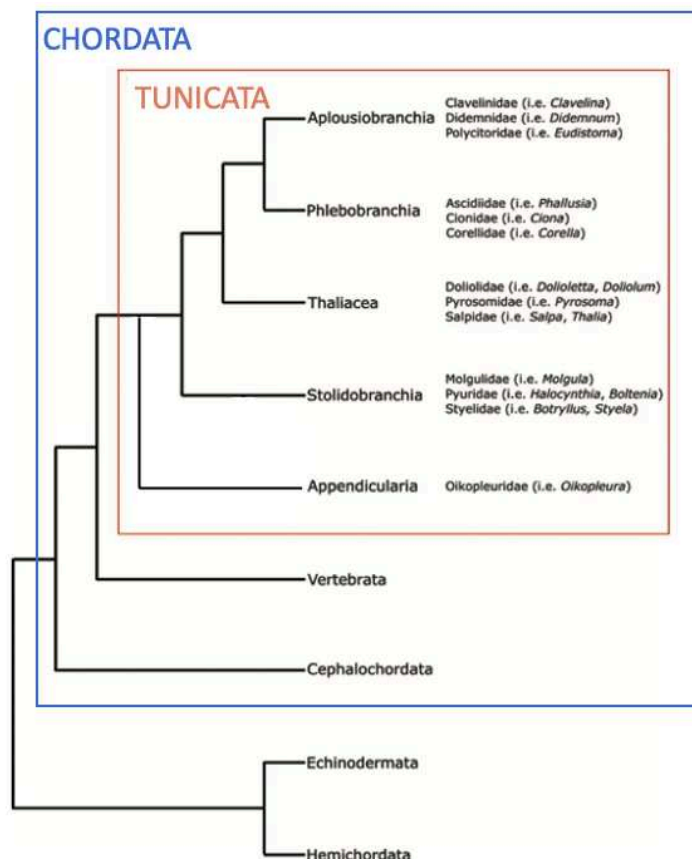 CHORDATA
TUNICATA
Aplousiobranchia
Clavelinidae (i.e. Clavelina)
Didemnidae (i.e. Didemnum)
Polycitoridae (i.e. Eudistoma)
Phlebobranchia
Ascidiidae (i.e. Phallusia)
Cionidae (i.e. Ciona)
Corellidae (i.e. Corella)
Thaliacea
Doliolidae (i.e. Dolioletta, Doliolum)
Pyrosomidae (i.e. Pyrosoma)
Salpidae (i.e. Salpa, Thalia)
Stolidobranchia
Molgulidae (i.e. Molgula)
Pyuridae (i.e. Halocynthia, Boltenia)
Styelidae (i.e. Botryllus, Styela)
Appendicularia
Oikopleuridae (i.e. Oikopleura)
Vertebrata
Cephalochordata
Echinodermata
Hemichordata